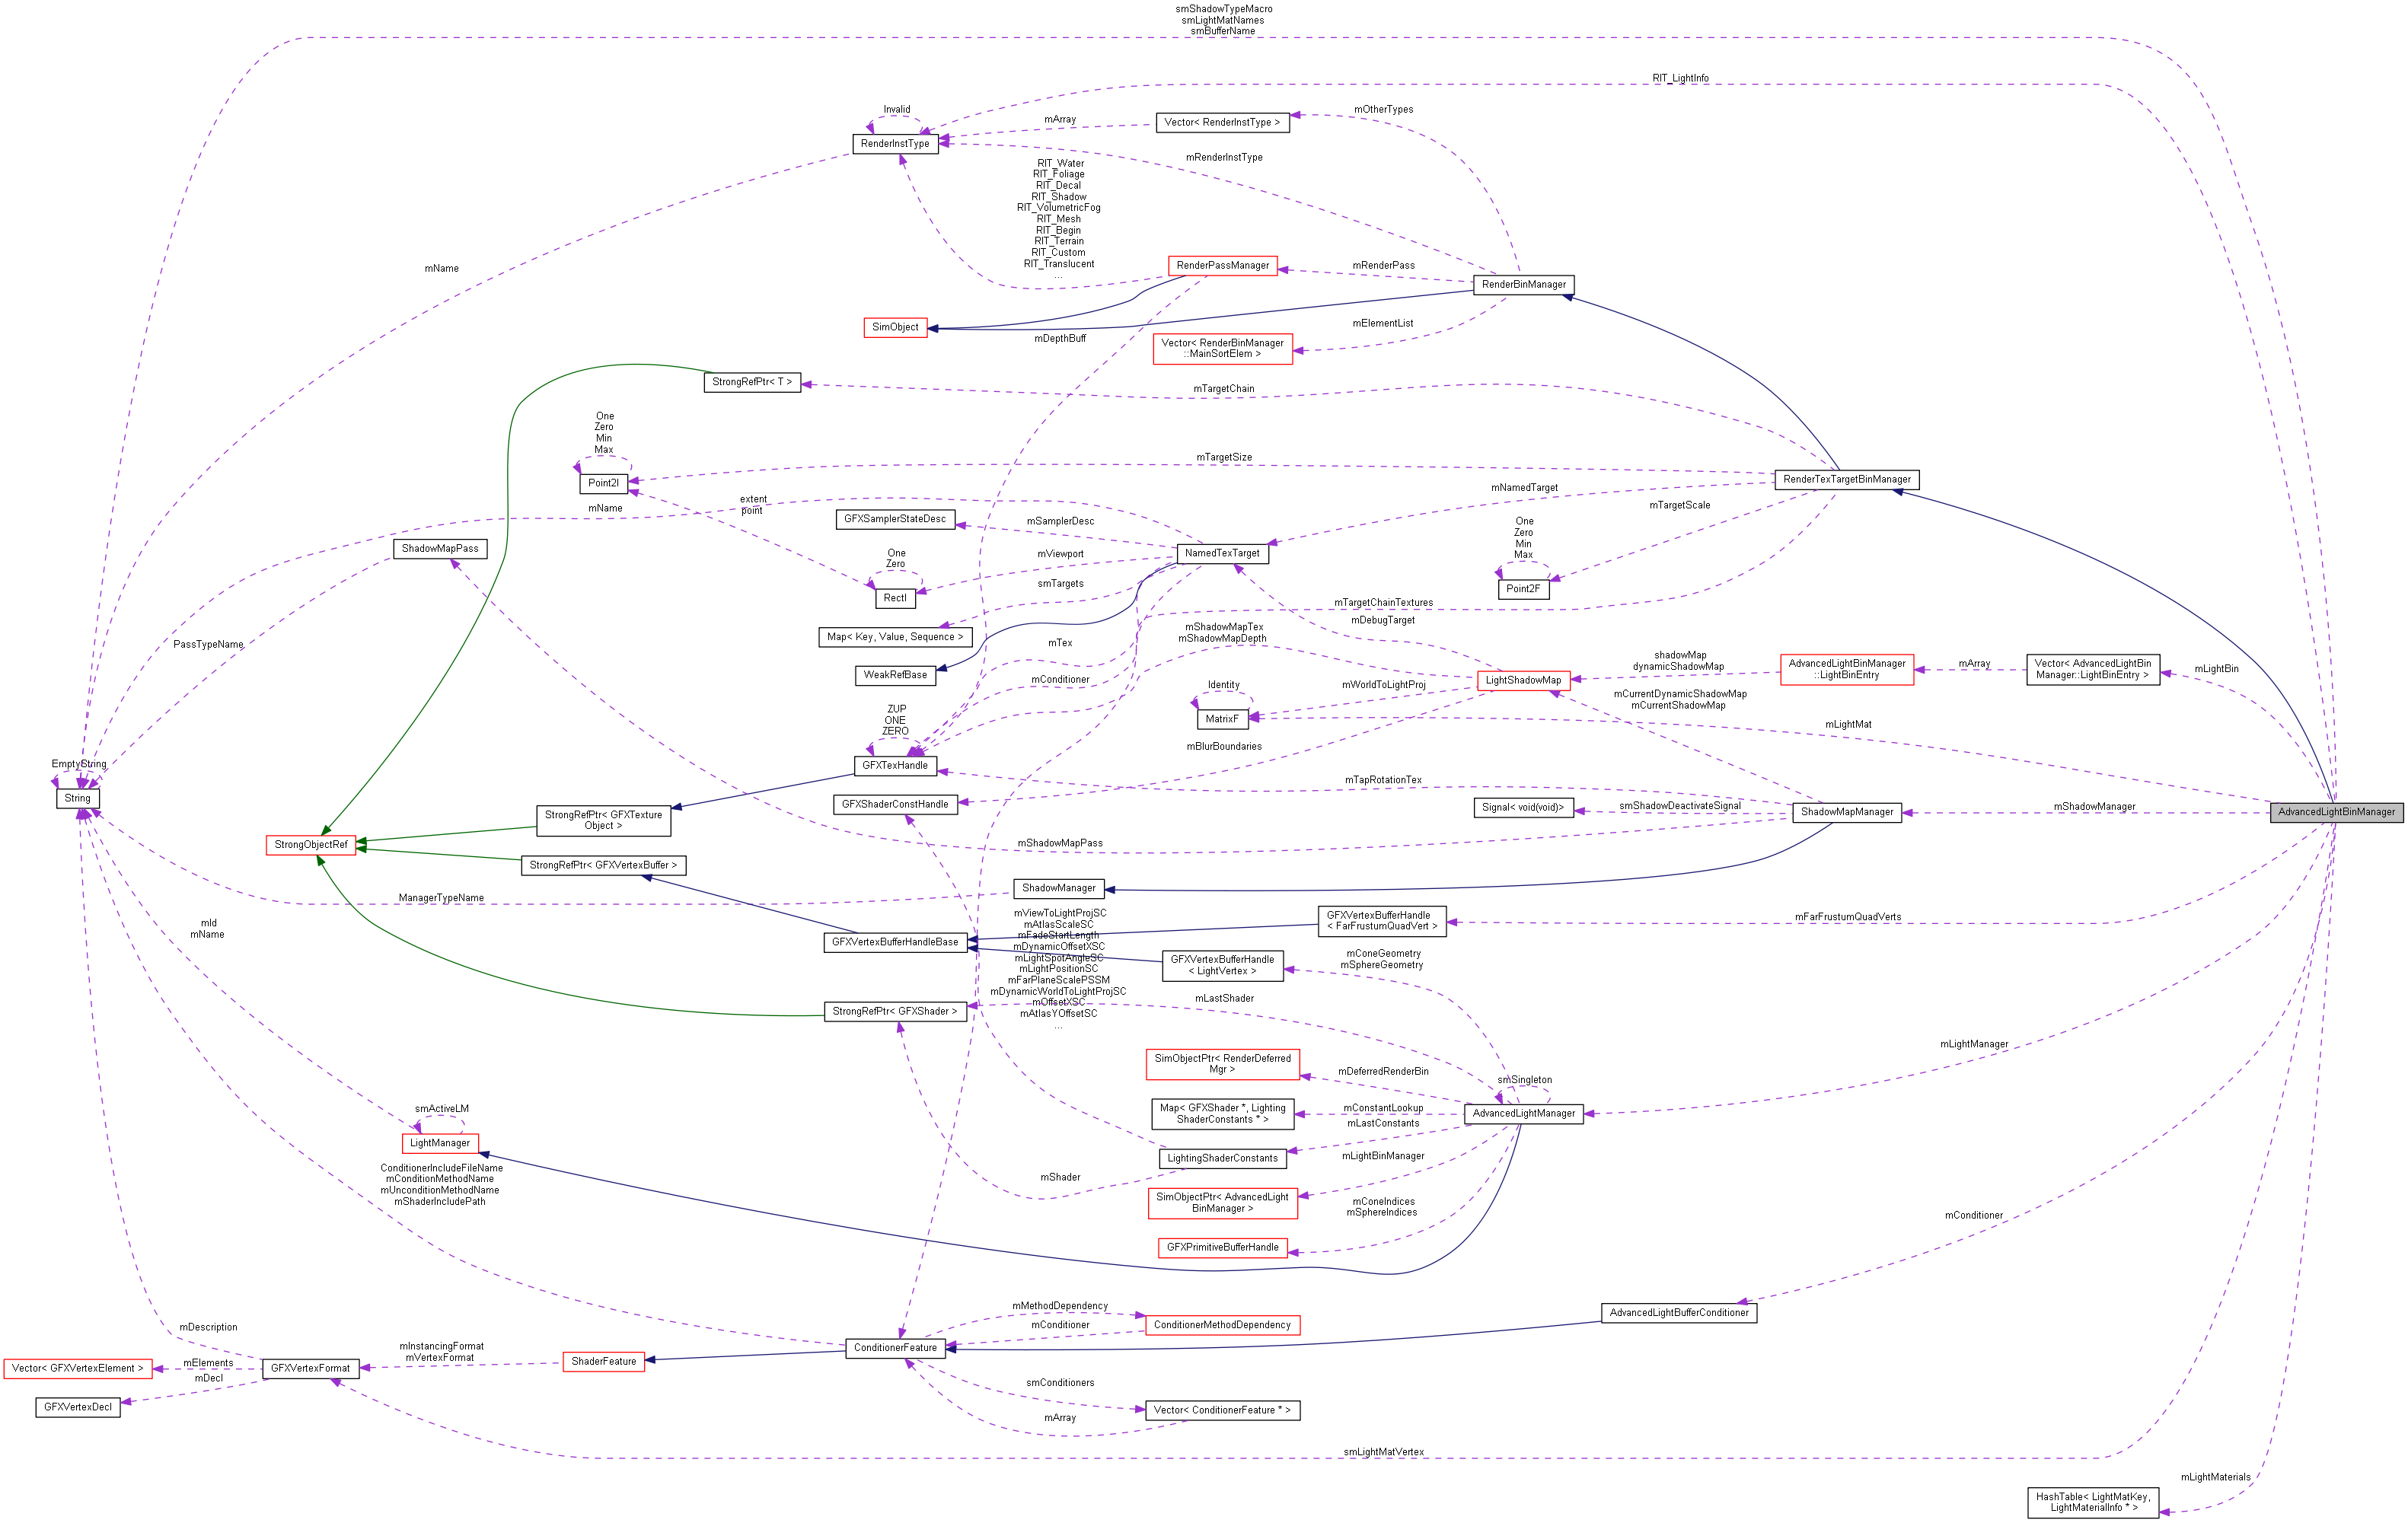 smShadowTypeMacro
smLightMatNames
smBufferName
RIT_LightInfo
Invalid
mOtherTypes
mArray
Vector< RenderInstType >
RenderInstType
mRenderInstType
RIT_Water
RIT_Foliage
RIT_Decal
RIT_Shadow
RIT_VolumetricFog
RIT_Mesh
RIT_Begin
RIT_Terrain
RIT_Custom
RIT_Translucent
...
mName
RenderPassManager
mRenderPass
RenderBinManager
SimObject
mElementList
mDepthBuff
Vector< RenderBinManager
::MainSortElem >
StrongRefPtr< T >
mTargetChain
One
Zero
Min
Max
mTargetSize
Point2I
RenderTexTargetBinManager
mNamedTarget
extent
point
mName
mTargetScale
GFXSamplerStateDesc
mSamplerDesc
One
Zero
Min
Max
ShadowMapPass
One
Zero
mViewport
NamedTexTarget
smTargets
RectI
Point2F
mTargetChainTextures
mDebugTarget
Map< Key, Value, Sequence >
mShadowMapTex
mShadowMapDepth
PassTypeName
mTex
WeakRefBase
mConditioner
shadowMap
dynamicShadowMap
AdvancedLightBinManager
::LightBinEntry
mArray
Vector< AdvancedLightBin
Manager::LightBinEntry >
mLightBin
LightShadowMap
mWorldToLightProj
Identity
mCurrentDynamicShadowMap
mCurrentShadowMap
MatrixF
mLightMat
ZUP
ONE
ZERO
mBlurBoundaries
EmptyString
GFXTexHandle
mTapRotationTex
String
GFXShaderConstHandle
Signal< void(void)>
smShadowDeactivateSignal
ShadowMapManager
mShadowManager
AdvancedLightBinManager
StrongRefPtr< GFXTexture
Object >
StrongObjectRef
mShadowMapPass
StrongRefPtr< GFXVertexBuffer >
ManagerTypeName
ShadowManager
mId
mName
mViewToLightProjSC
mAtlasScaleSC
mFadeStartLength
mDynamicOffsetXSC
mLightSpotAngleSC
mLightPositionSC
mFarPlaneScalePSSM
mDynamicWorldToLightProjSC
mOffsetXSC
mAtlasYOffsetSC
...
GFXVertexBufferHandle
< FarFrustumQuadVert >
mFarFrustumQuadVerts
GFXVertexBufferHandleBase
GFXVertexBufferHandle
< LightVertex >
mConeGeometry
mSphereGeometry
StrongRefPtr< GFXShader >
mLastShader
SimObjectPtr< RenderDeferred
Mgr >
mDeferredRenderBin
smSingleton
mLightManager
Map< GFXShader *, Lighting
ShaderConstants * >
mConstantLookup
AdvancedLightManager
smActiveLM
mLastConstants
LightManager
LightingShaderConstants
mLightBinManager
ConditionerIncludeFileName
mConditionMethodName
mUnconditionMethodName
mShaderIncludePath
mShader
SimObjectPtr< AdvancedLight
BinManager >
mConeIndices
mSphereIndices
mConditioner
GFXPrimitiveBufferHandle
mMethodDependency
AdvancedLightBufferConditioner
mDescription
mConditioner
ConditionerMethodDependency
mInstancingFormat
mVertexFormat
ConditionerFeature
Vector< GFXVertexElement >
mElements
GFXVertexFormat
ShaderFeature
mDecl
smConditioners
GFXVertexDecl
Vector< ConditionerFeature * >
mArray
smLightMatVertex
mLightMaterials
HashTable< LightMatKey,
LightMaterialInfo * >